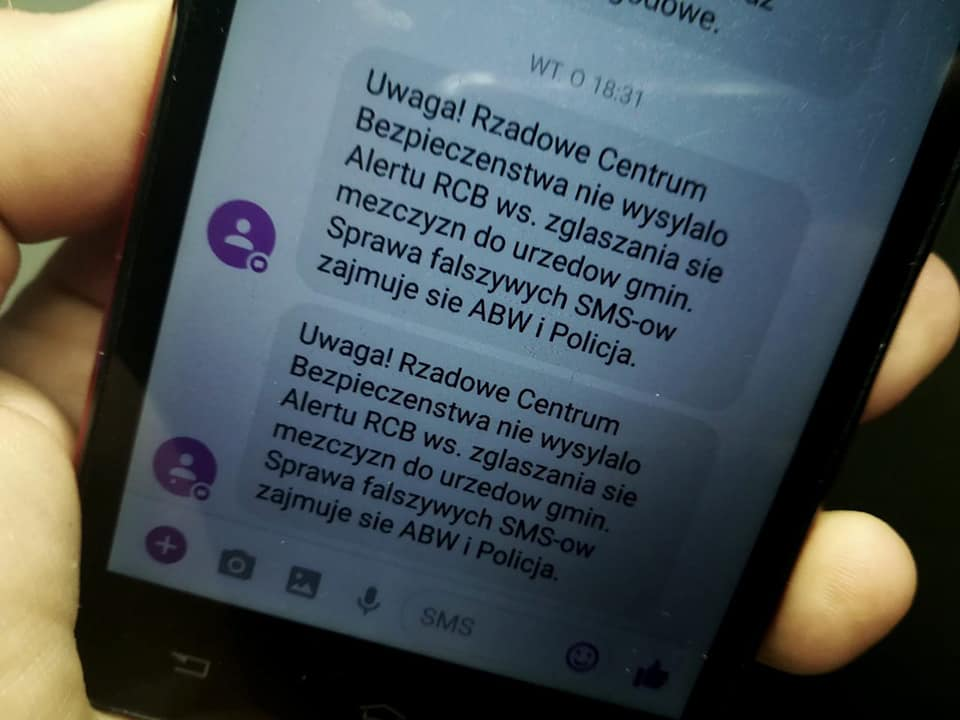 WT O 18:31
Uwaga! Rzadowe Centrum
Bezpieczenstwa nie wysylalo
Alertu RCB ws. zglaszania sie
mezczyzn do urzedow gmin.
Sprawa falszywych SMS-ow
zajmuje sie ABW i Policja.
Uwaga! Rzadowe Centrum
Bezpieczenstwa nie wysylalo
Alertu RCB ws. zglaszania sie
mezczyzn do urzedow gmin.
Sprawa falszywych SMS-ow
zajmuje sie ABW i Policja.
SMS